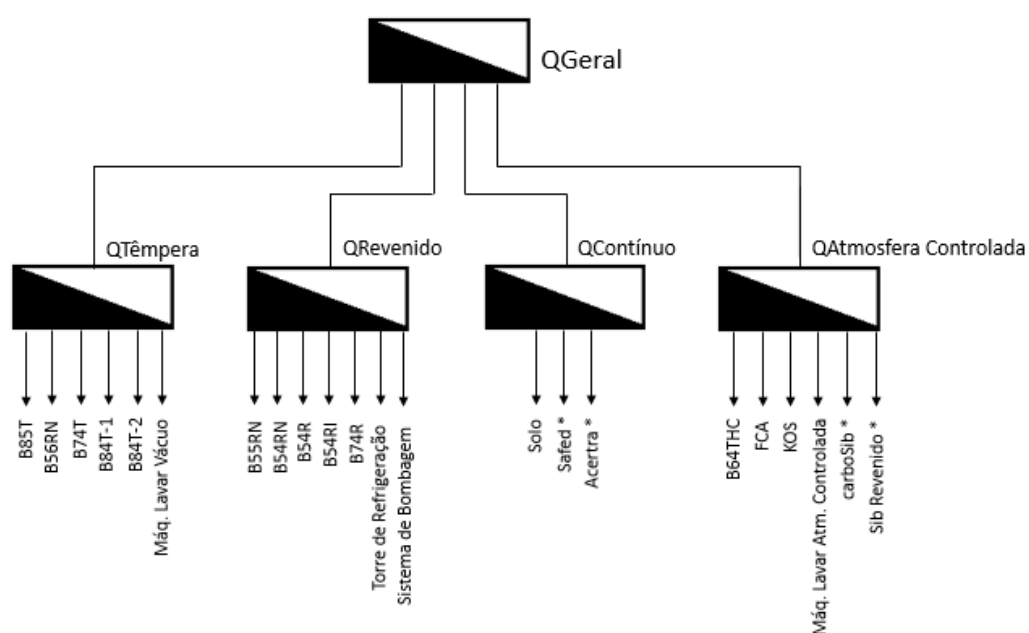 QGeral
QTêmpera
QRevenido
QContínuo
QAtmosfera Controlada
B85T
B56RN
B74T
B84T-1
B84T-2
Máq. Lavar Vácuo
B55RN
B54RN
B54R
B54RI
B74R
Torre de Refrigeração
Sistema de Bombagem
Solo
Safed *
Acertra *
B64THC
FCA
KOS
Máq. Lavar Atm. Controlada
carboSib *
Sib Revenido *